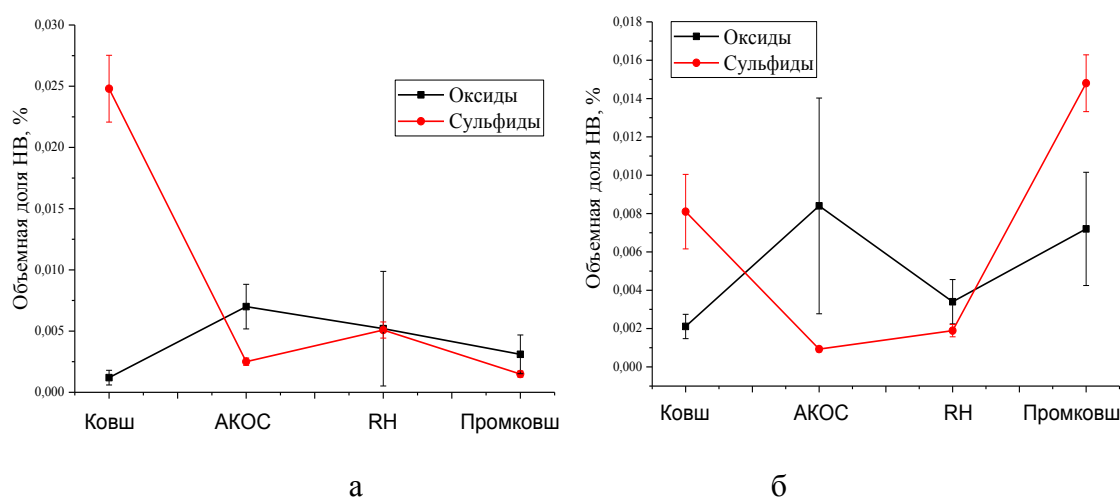 Объемная доля НВ, %
0,030
0,025
0,020
0,015
0,010
0,005
0,000
Оксиды
Сульфиды
Ковш АКОС RH Промковш
а
Объемная доля НВ, %
0,018
0,016
0,014
0,012
0,010
0,008
0,006
0,004
0,002
0,000
Оксиды
Сульфиды
Ковш АКОС RH Промковш
б